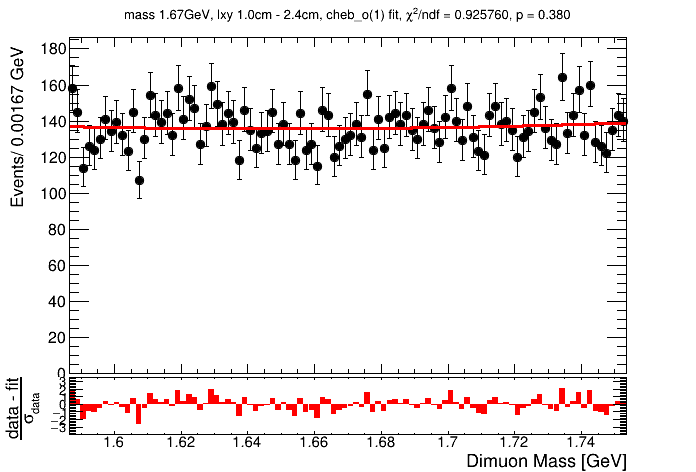 mass 1.67GeV, lxy 1.0cm - 2.4cm, cheb_o(1) fit, χ²/ndf = 0.925760, p = 0.380
Events/ 0.00167 GeV
180
160
140
120
100
80
60
40
20
0
data - fit
σdata
3
2
1
0
−1
−2
−3
1.6 1.62 1.64 1.66 1.68 1.7 1.72 1.74
Dimuon Mass [GeV]